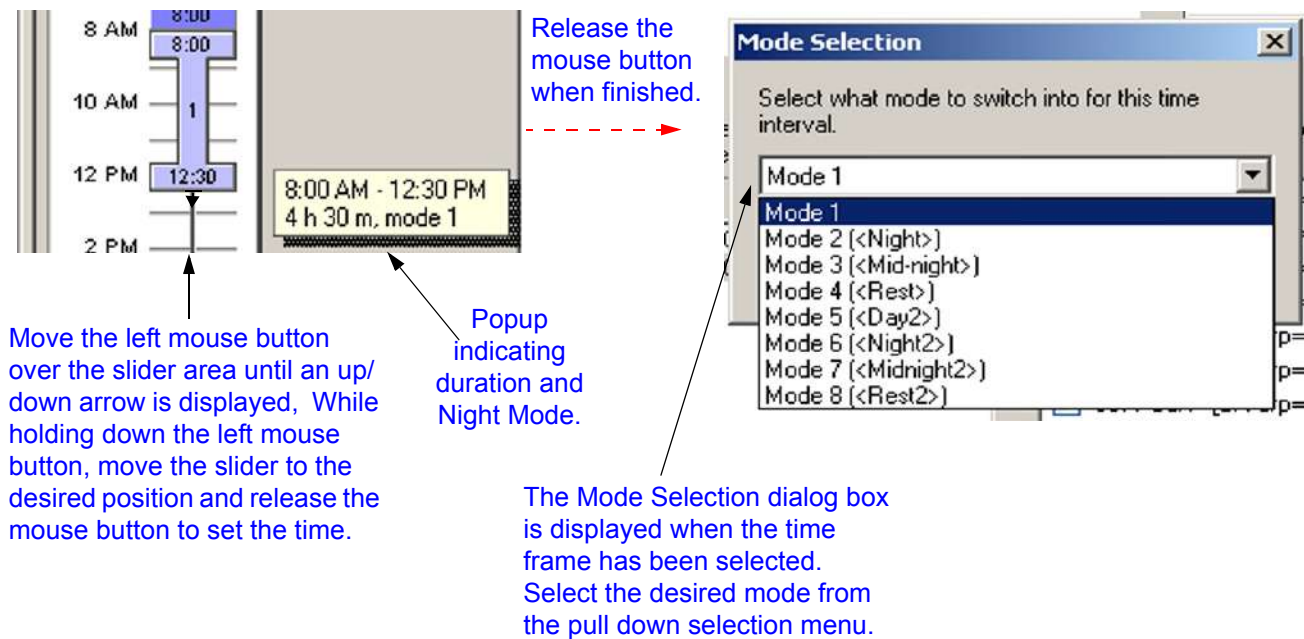 8:00
8 AM
8:00
10 AM
1
12 PM
12:30
2 PM
8:00 AM - 12:30 PM
4 h 30 m, mode 1
Release the
mouse button
when finished.
Mode Selection
Select what mode to switch into for this time
interval.
Mode 1
Mode 1
Mode 2 (<Night>)
Mode 3 (<Mid-night>)
Mode 4 (<Rest>)
Mode 5 (<Day2>)
Mode 6 (<Night2>)
Mode 7 (<Midnight2>)
Mode 8 (<Rest2>)
rp=
rp=
Move the left mouse button
over the slider area until an up/
down arrow is displayed,  While
holding down the left mouse
button, move the slider to the
desired position and release the
mouse button to set the time.
Popup
indicating
duration and
Night Mode.
The Mode Selection dialog box
is displayed when the time
frame has been selected.
Select the desired mode from
the pull down selection menu.